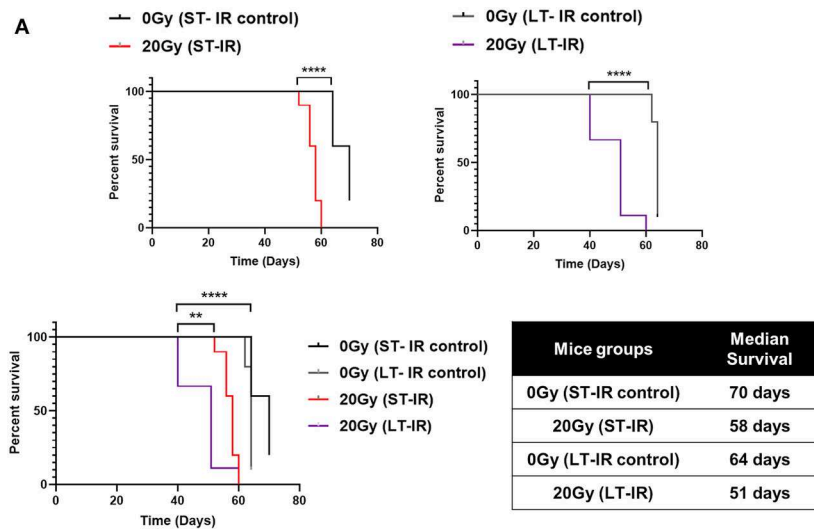 A
0Gy (ST- IR control)
20Gy (ST-IR)
****
Percent survival
100
50
0
0 20 40 60 80
Time (Days)
0Gy (LT- IR control)
20Gy (LT-IR)
****
Percent survival
100
50
0
0 20 40 60 80
Time (Days)
****
**
Percent survival
100
50
0
0 20 40 60 80
Time (Days)
0Gy (ST- IR control)
0Gy (LT- IR control)
20Gy (ST-IR)
20Gy (LT-IR)
Mice groups Median
Survival
0Gy (ST-IR control) 70 days
20Gy (ST-IR) 58 days
0Gy (LT-IR control) 64 days
20Gy (LT-IR) 51 days